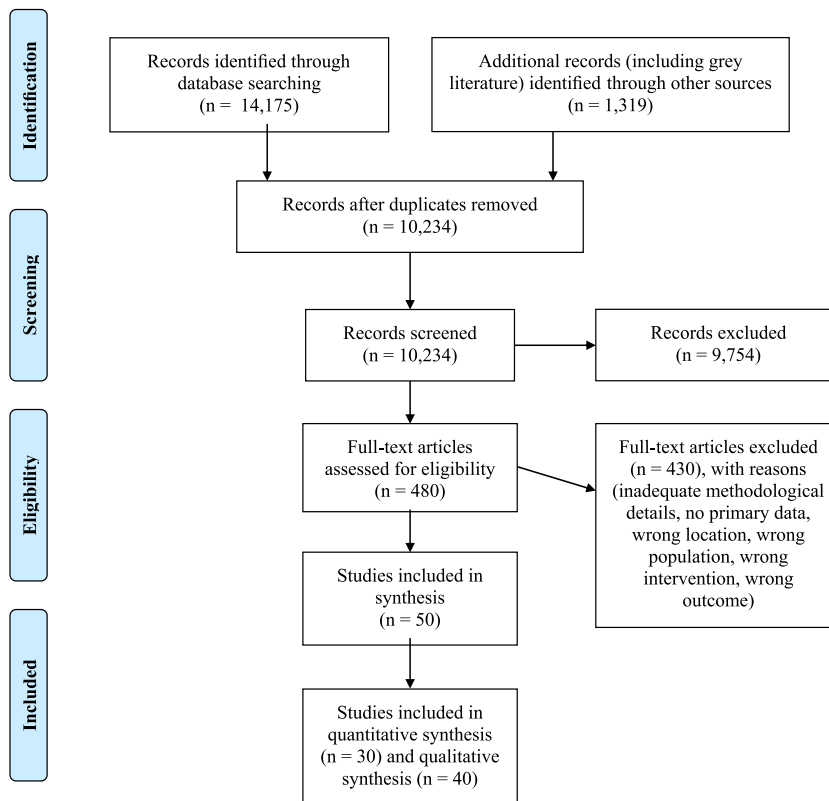 Identification
Records identified through
database searching
(n = 14,175)
Additional records (including grey
literature) identified through other sources
(n = 1,319)
Records after duplicates removed
(n = 10,234)
Screening
Records screened
(n = 10,234)
Records excluded
(n = 9,754)
Eligibility
Full-text articles
assessed for eligibility
(n = 480)
Full-text articles excluded
(n = 430), with reasons
(inadequate methodological
details, no primary data,
wrong location, wrong
population, wrong
intervention, wrong
outcome)
Studies included in
synthesis
(n = 50)
Included
Studies included in
quantitative synthesis
(n = 30) and qualitative
synthesis (n = 40)